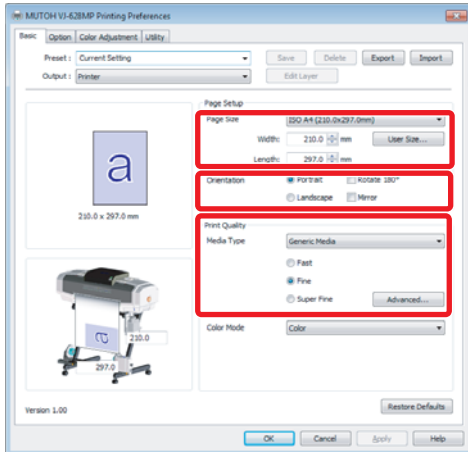 MUTOH VJ-628MP Printing Preferences
Basic Option Color Adjustment Utility
Preset : Current Setting Save Delete Export Import
Output : Printer Edit Layer
Page Setup
Page Size ISO A4 (210.0x297.0mm)
Width: 210.0 mm User Size...
Length: 297.0 mm
Orientation Portrait Rotate 180°
Landscape Mirror
a
210.0 x 297.0 mm
Print Quality
Media Type Generic Media
Fast
Fine
Super Fine Advanced...
Color Mode Color
a
210.0
297.0
Version 1.00 Restore Defaults
OK Cancel Apply Help